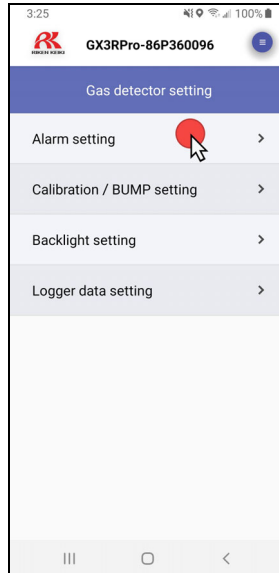 3:25
100%
RIKEN KEIKI
GX3RPro-86P360096
Gas detector setting
Alarm setting
Calibration / BUMP setting
Backlight setting
Logger data setting